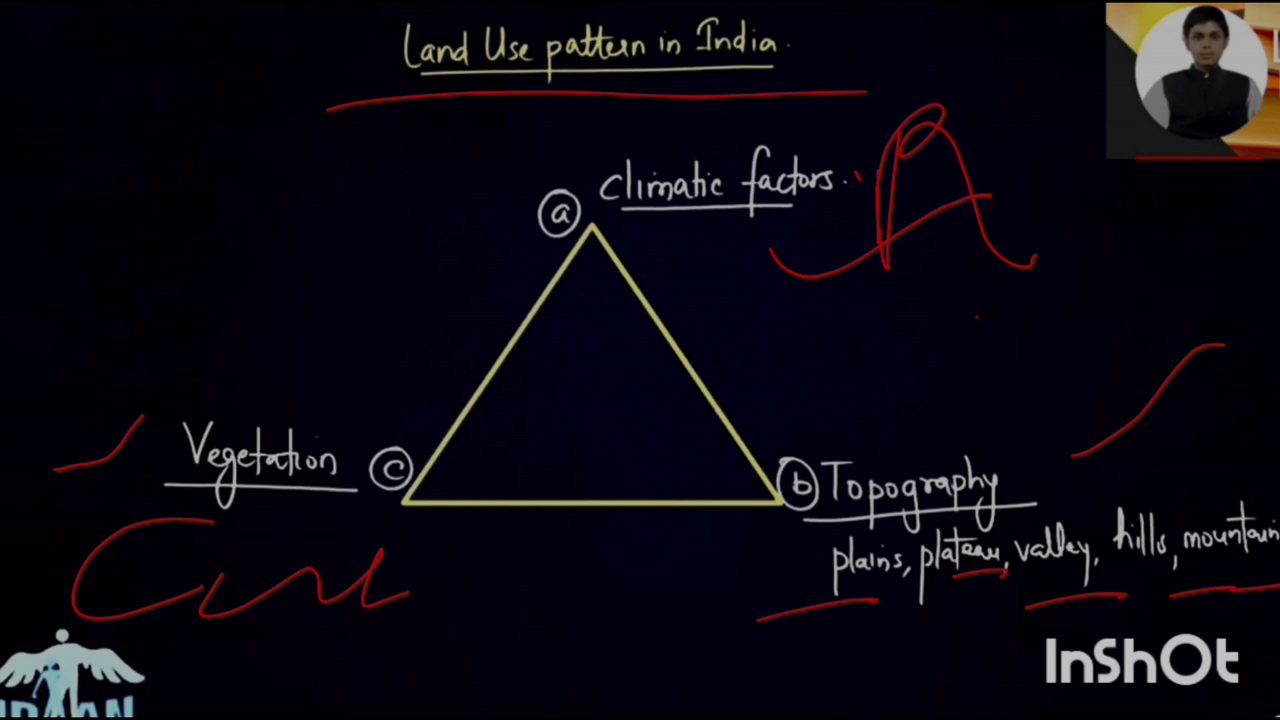 Land Use pattern in India.
a climatic factors.
Vegetation c b Topography
plains, plateau, valley, hills, mountain
InShOt